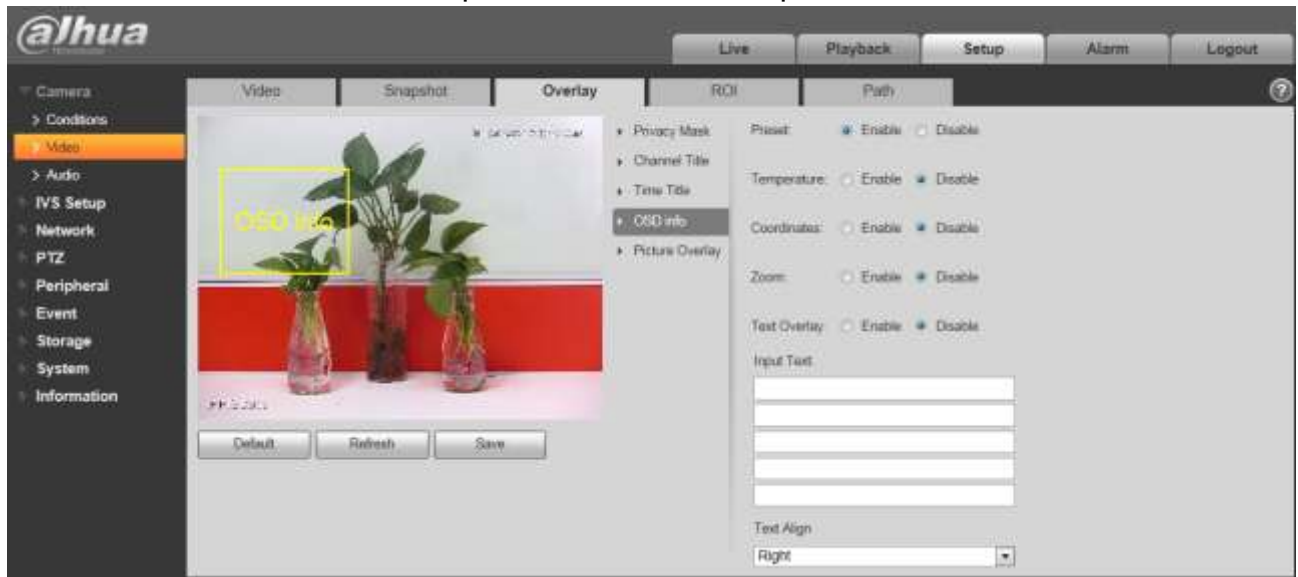 alhua
TECHNOLOGY
Live Playback Setup Alarm Logout
Camera
Conditions
Video
Audio
IVS Setup
Network
PTZ
Peripheral
Event
Storage
System
Information
Video Snapshot Overlay ROI Path
OSD Info
Default Refresh Save
Privacy Mask
Channel Title
Time Title
OSD info
Picture Overlay
Preset: Enable Disable
Temperature: Enable Disable
Coordinates: Enable Disable
Zoom: Enable Disable
Text Overlay: Enable Disable
Input Text
Text Align
Right